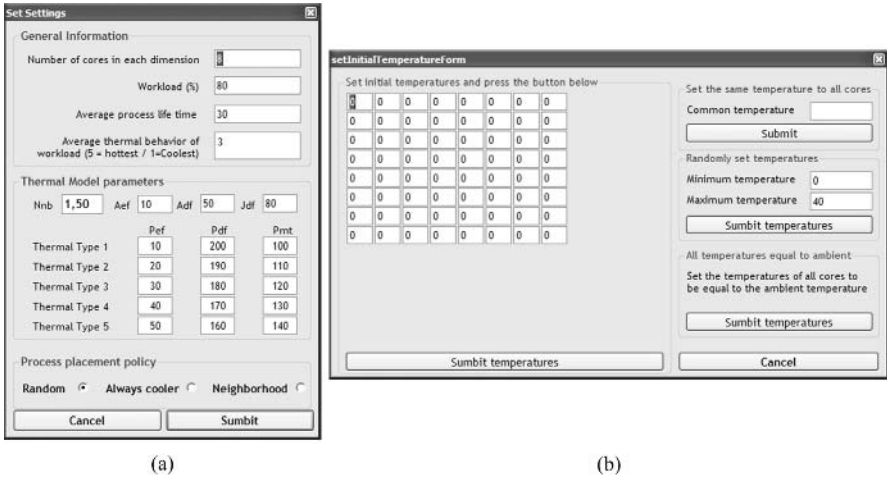 Set Settings
General Information
Number of cores in each dimension 8
Workload (%) 80
Average process life time 30
Average thermal behavior of
workload (5 = hottest / 1=Coolest) 3
Thermal Model parameters
Nnb 1,50 Aef 10 Adf 50 Jdf 80
Pef Pdf Pmt
Thermal Type 1 10 200 100
Thermal Type 2 20 190 110
Thermal Type 3 30 180 120
Thermal Type 4 40 170 130
Thermal Type 5 50 160 140
Process placement policy
Random Always cooler Neighborhood
Cancel Sumbit
(a)
setInitialTemperatureForm
Set initial temperatures and press the button below
0 0 0 0 0 0 0 0
0 0 0 0 0 0 0 0
0 0 0 0 0 0 0 0
0 0 0 0 0 0 0 0
0 0 0 0 0 0 0 0
0 0 0 0 0 0 0 0
0 0 0 0 0 0 0 0
0 0 0 0 0 0 0 0
Sumbit temperatures
Set the same temperature to all cores
Common temperature
Submit
Randomly set temperatures
Minimum temperature 0
Maximum temperature 40
Sumbit temperatures
All temperatures equal to ambient
Set the temperatures of all cores to
be equal to the ambient temperature
Sumbit temperatures
Cancel
(b)